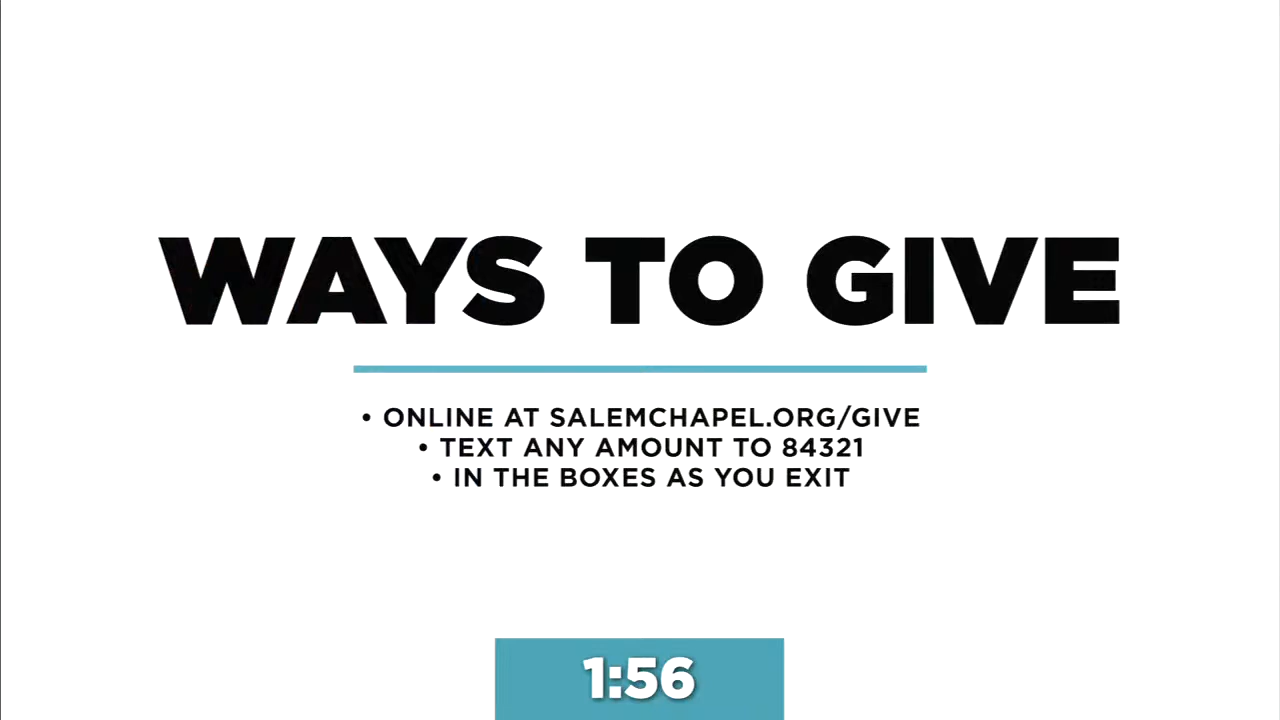 WAYS TO GIVE
• ONLINE AT SALEMCHAPEL.ORG/GIVE
• TEXT ANY AMOUNT TO 84321
• IN THE BOXES AS YOU EXIT
1:56